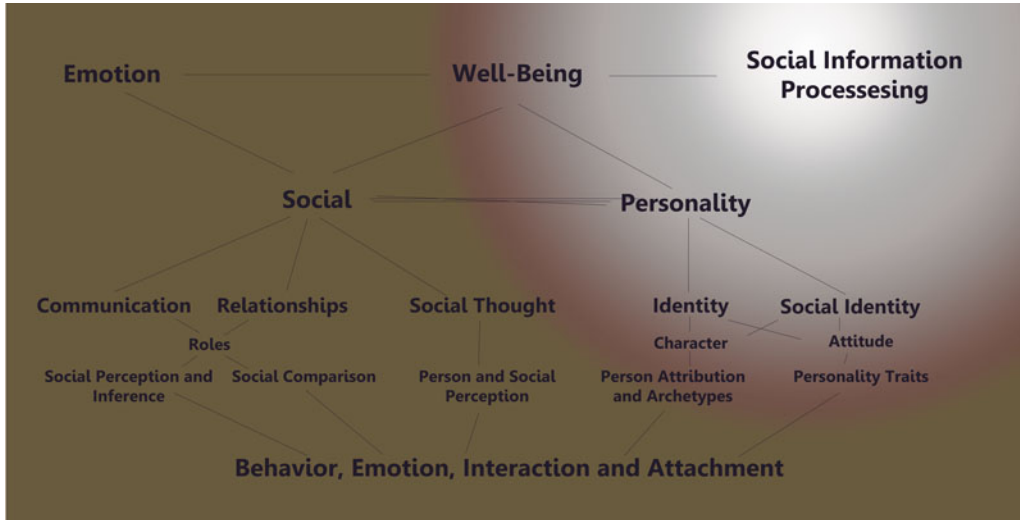 Emotion
Well-Being
Social Information
Processesing
Social
Personality
Communication
Relationships
Social Thought
Identity
Social Identity
Roles
Character
Attitude
Social Perception and
Inference
Social Comparison
Person and Social
Perception
Person Attribution
and Archetypes
Personality Traits
Behavior, Emotion, Interaction and Attachment